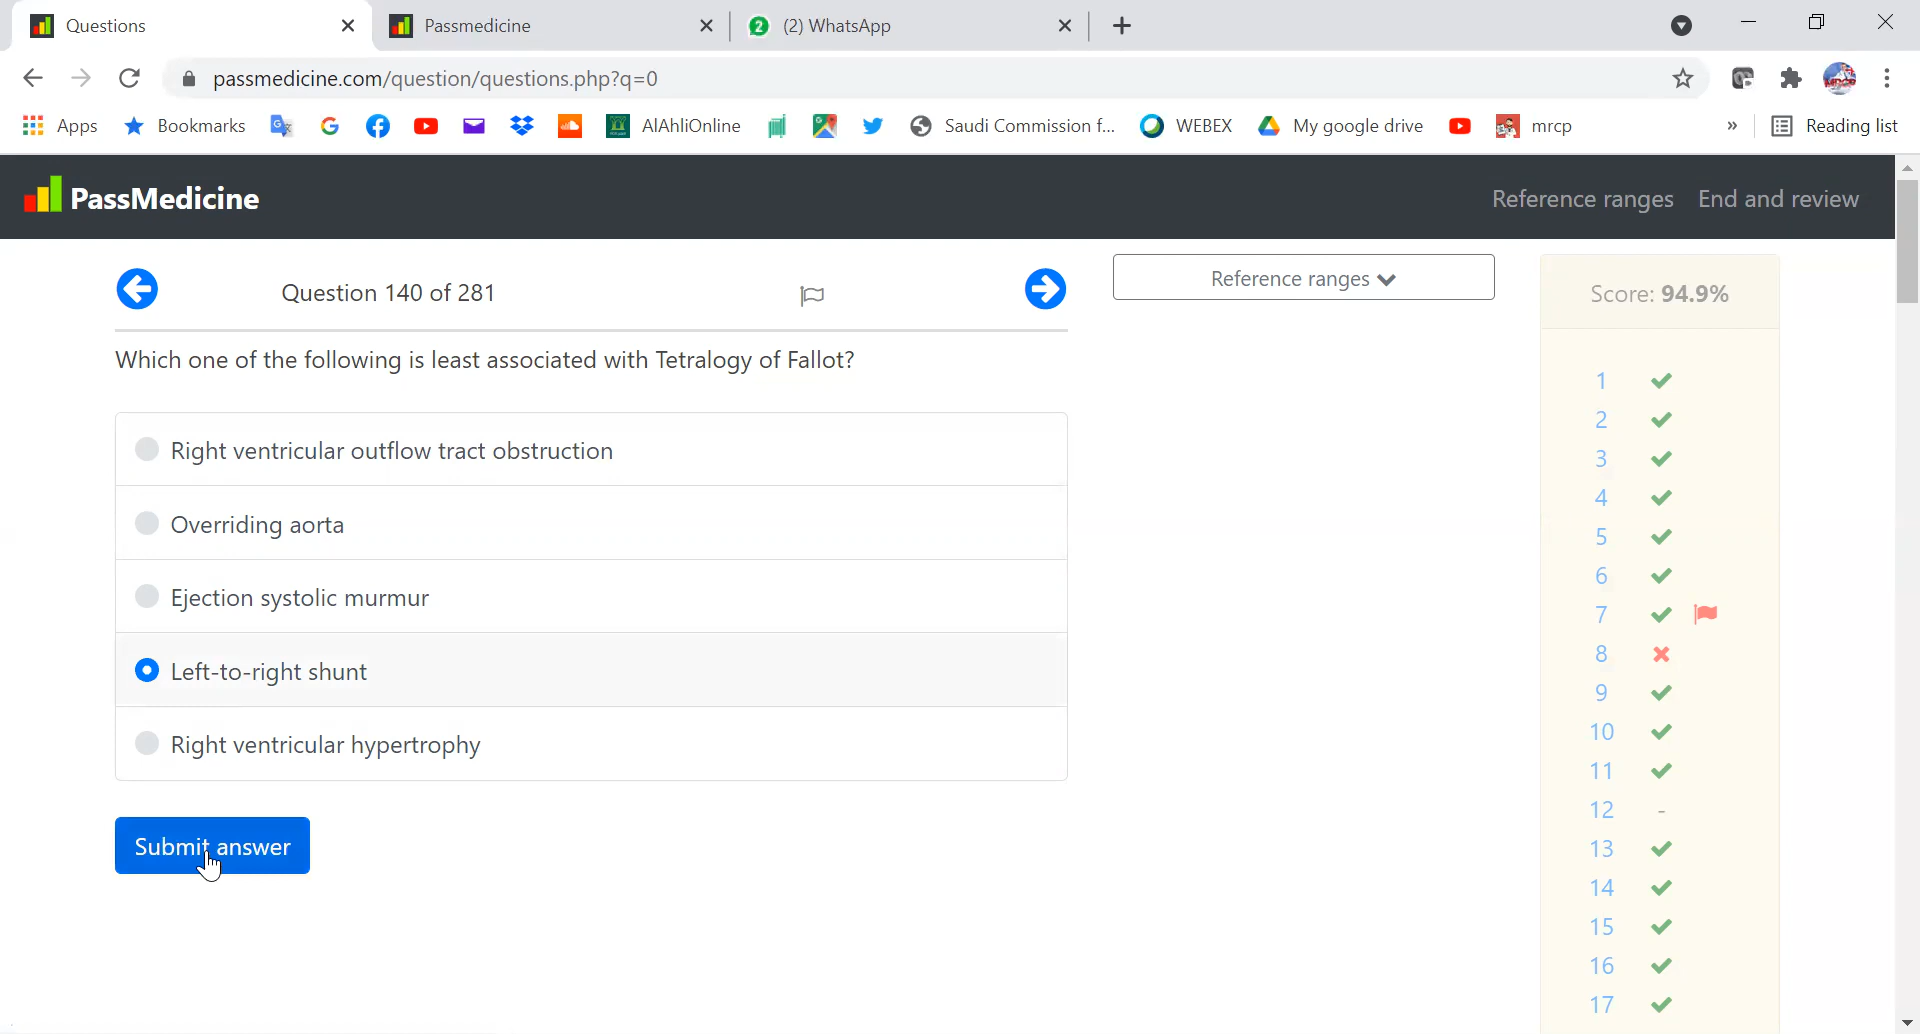 Questions
Passmedicine
(2) WhatsApp
passmedicine.com/question/questions.php?q=0
Apps
Bookmarks
AlAhliOnline
Saudi Commission f...
WEBEX
My google drive
mrcp
»
Reading list
PassMedicine
Reference ranges
End and review
Question 140 of 281
Reference ranges
Score: 94.9%
Which one of the following is least associated with Tetralogy of Fallot?
Right ventricular outflow tract obstruction
Overriding aorta
Ejection systolic murmur
Left-to-right shunt
Right ventricular hypertrophy
Submit answer
1
2
3
4
5
6
7
8
9
10
11
12 -
13
14
15
16
17